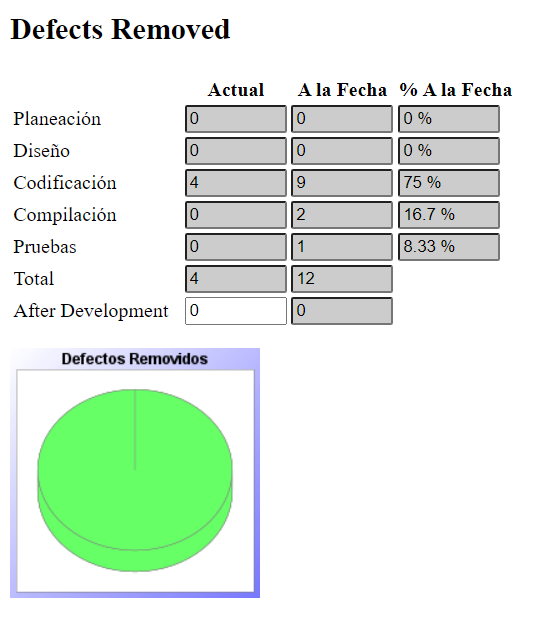 Defects Removed
Actual A la Fecha % A la Fecha
Planeación 0 0 0 %
Diseño 0 0 0 %
Codificación 4 9 75 %
Compilación 0 2 16.7 %
Pruebas 0 1 8.33 %
Total 4 12
After Development 0 0
Defectos Removidos